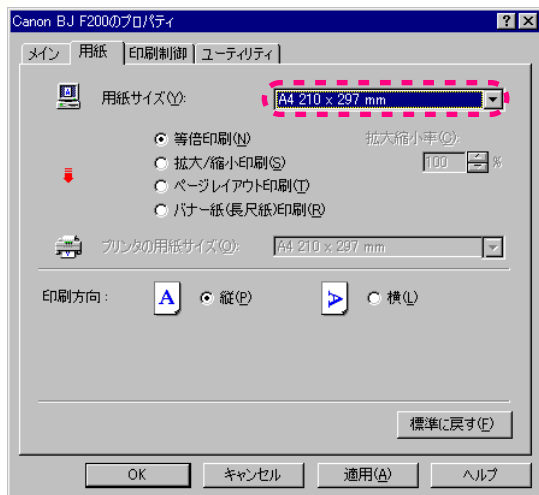 Canon BJ F200のプロパティ
メイン 用紙 印刷制御 ユーティリティ
用紙サイズ(Y): A4 210 x 297 mm
等倍印刷(N) 拡大縮小率(C):
拡大/縮小印刷(S) 100 %
ページレイアウト印刷(T)
バナー紙(長尺紙)印刷(R)
プリンタの用紙サイズ(O): A4 210 x 297 mm
印刷方向: A 縦(P) A 横(L)
標準に戻す(F)
OK キャンセル 適用(A) ヘルプ